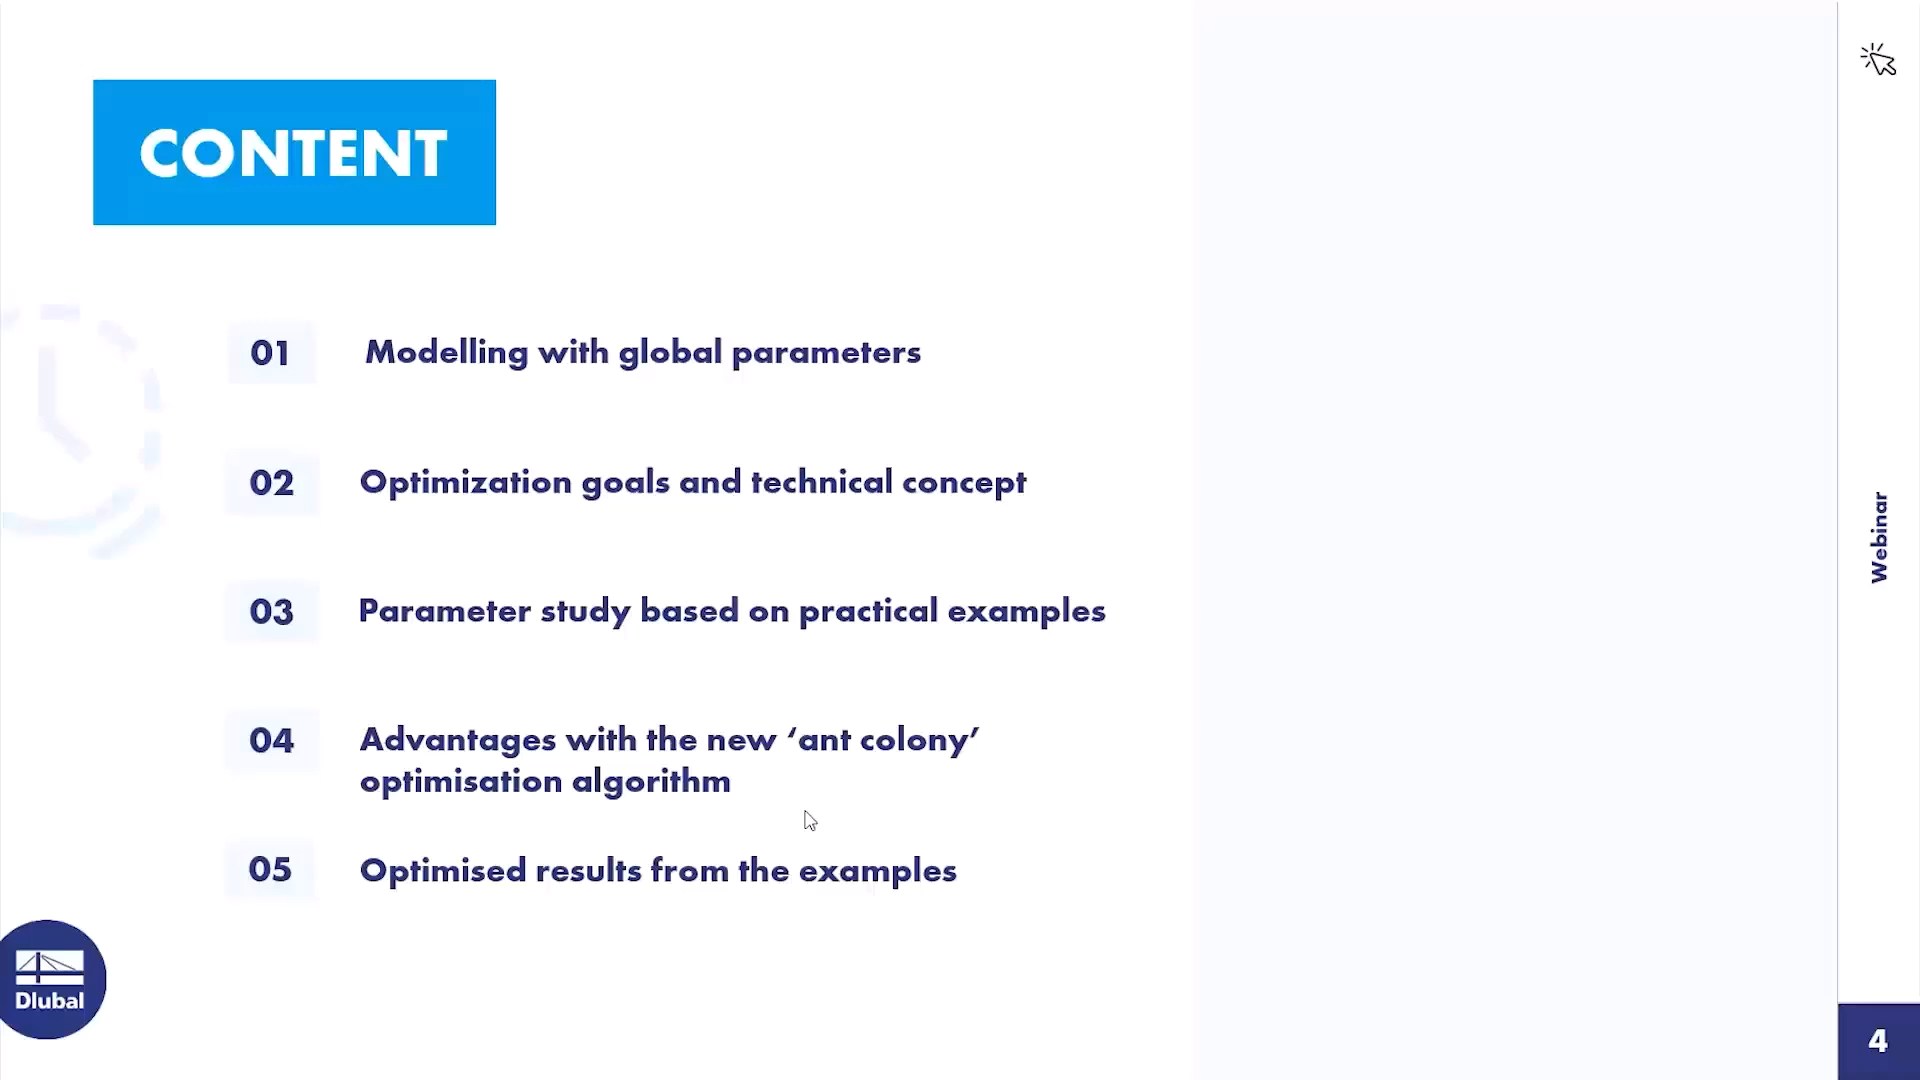 CONTENT
01 Modelling with global parameters
02 Optimization goals and technical concept
03 Parameter study based on practical examples
04 Advantages with the new ‘ant colony’
optimisation algorithm
05 Optimised results from the examples
Dlubal
Webinar
4